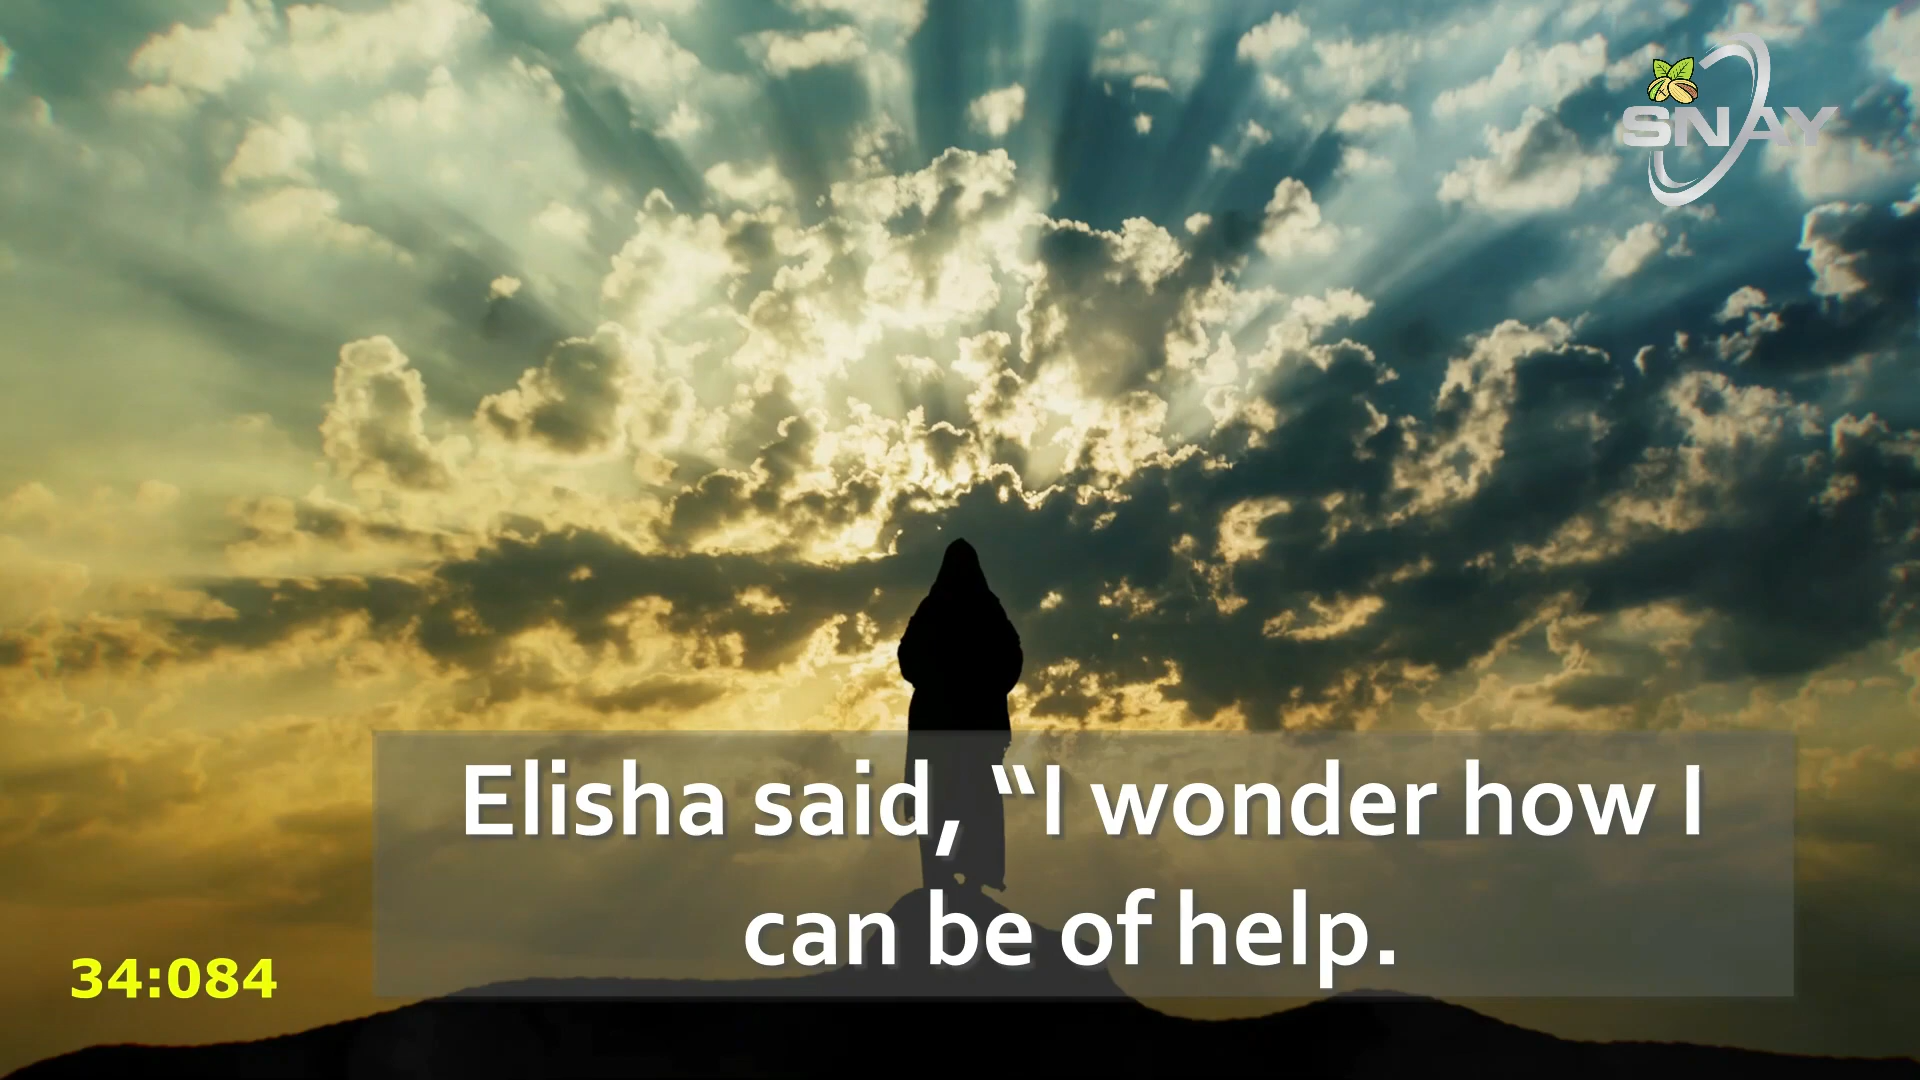 SNAY
Elisha said, “I wonder how I
can be of help.
34:084